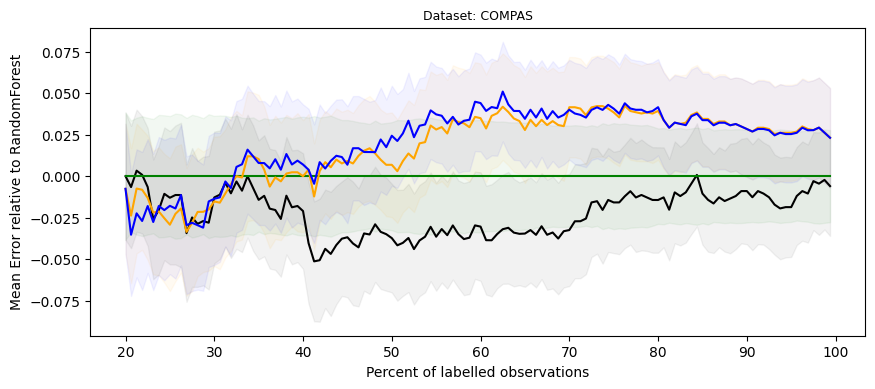 Dataset: COMPAS
Mean Error relative to RandomForest
0.075
0.050
0.025
0.000
−0.025
−0.050
−0.075
20 30 40 50 60 70 80 90 100
Percent of labelled observations